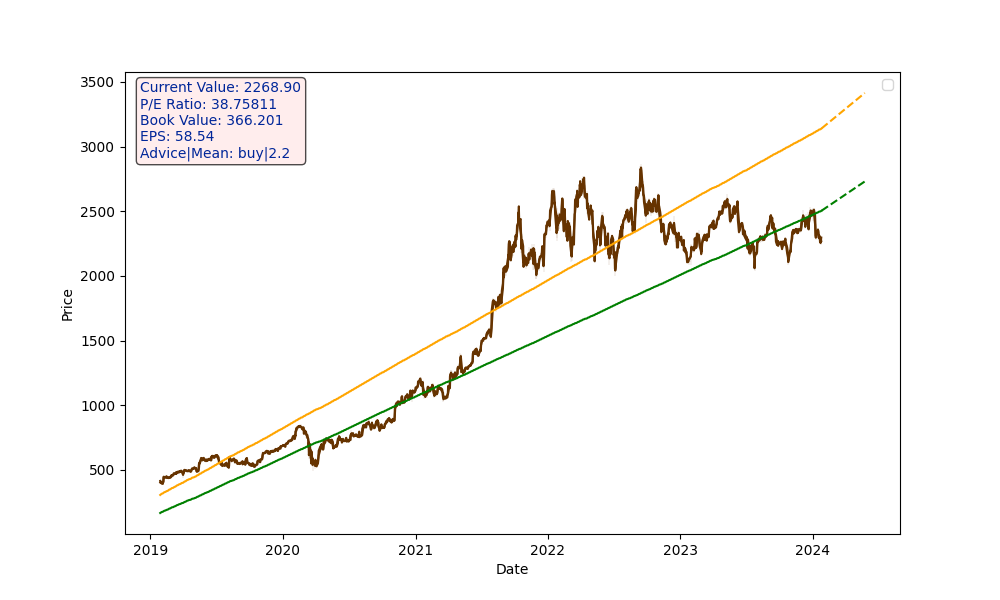 Current Value: 2268.90
P/E Ratio: 38.75811
Book Value: 366.201
EPS: 58.54
Advice|Mean: buy|2.2
3500
3000
2500
2000
1500
1000
500
Price
2019
2020
2021
2022
2023
2024
Date